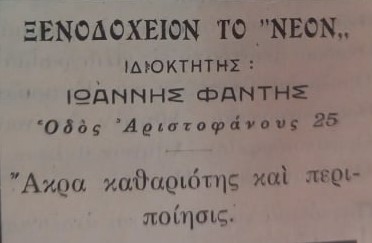 ΞΕΝΟΔΟΧΕΙΟΝ ΤΟ "ΝΕΟΝ„
ΙΔΙΟΚΤΗΤΗΣ :
ΙΩΑΝΝΗΣ ΦΑΝΤΗΣ
Ὁδὸς Ἀριστοφάνους 25
Ἄκρα καθαριότης καὶ περι-
ποίησις.